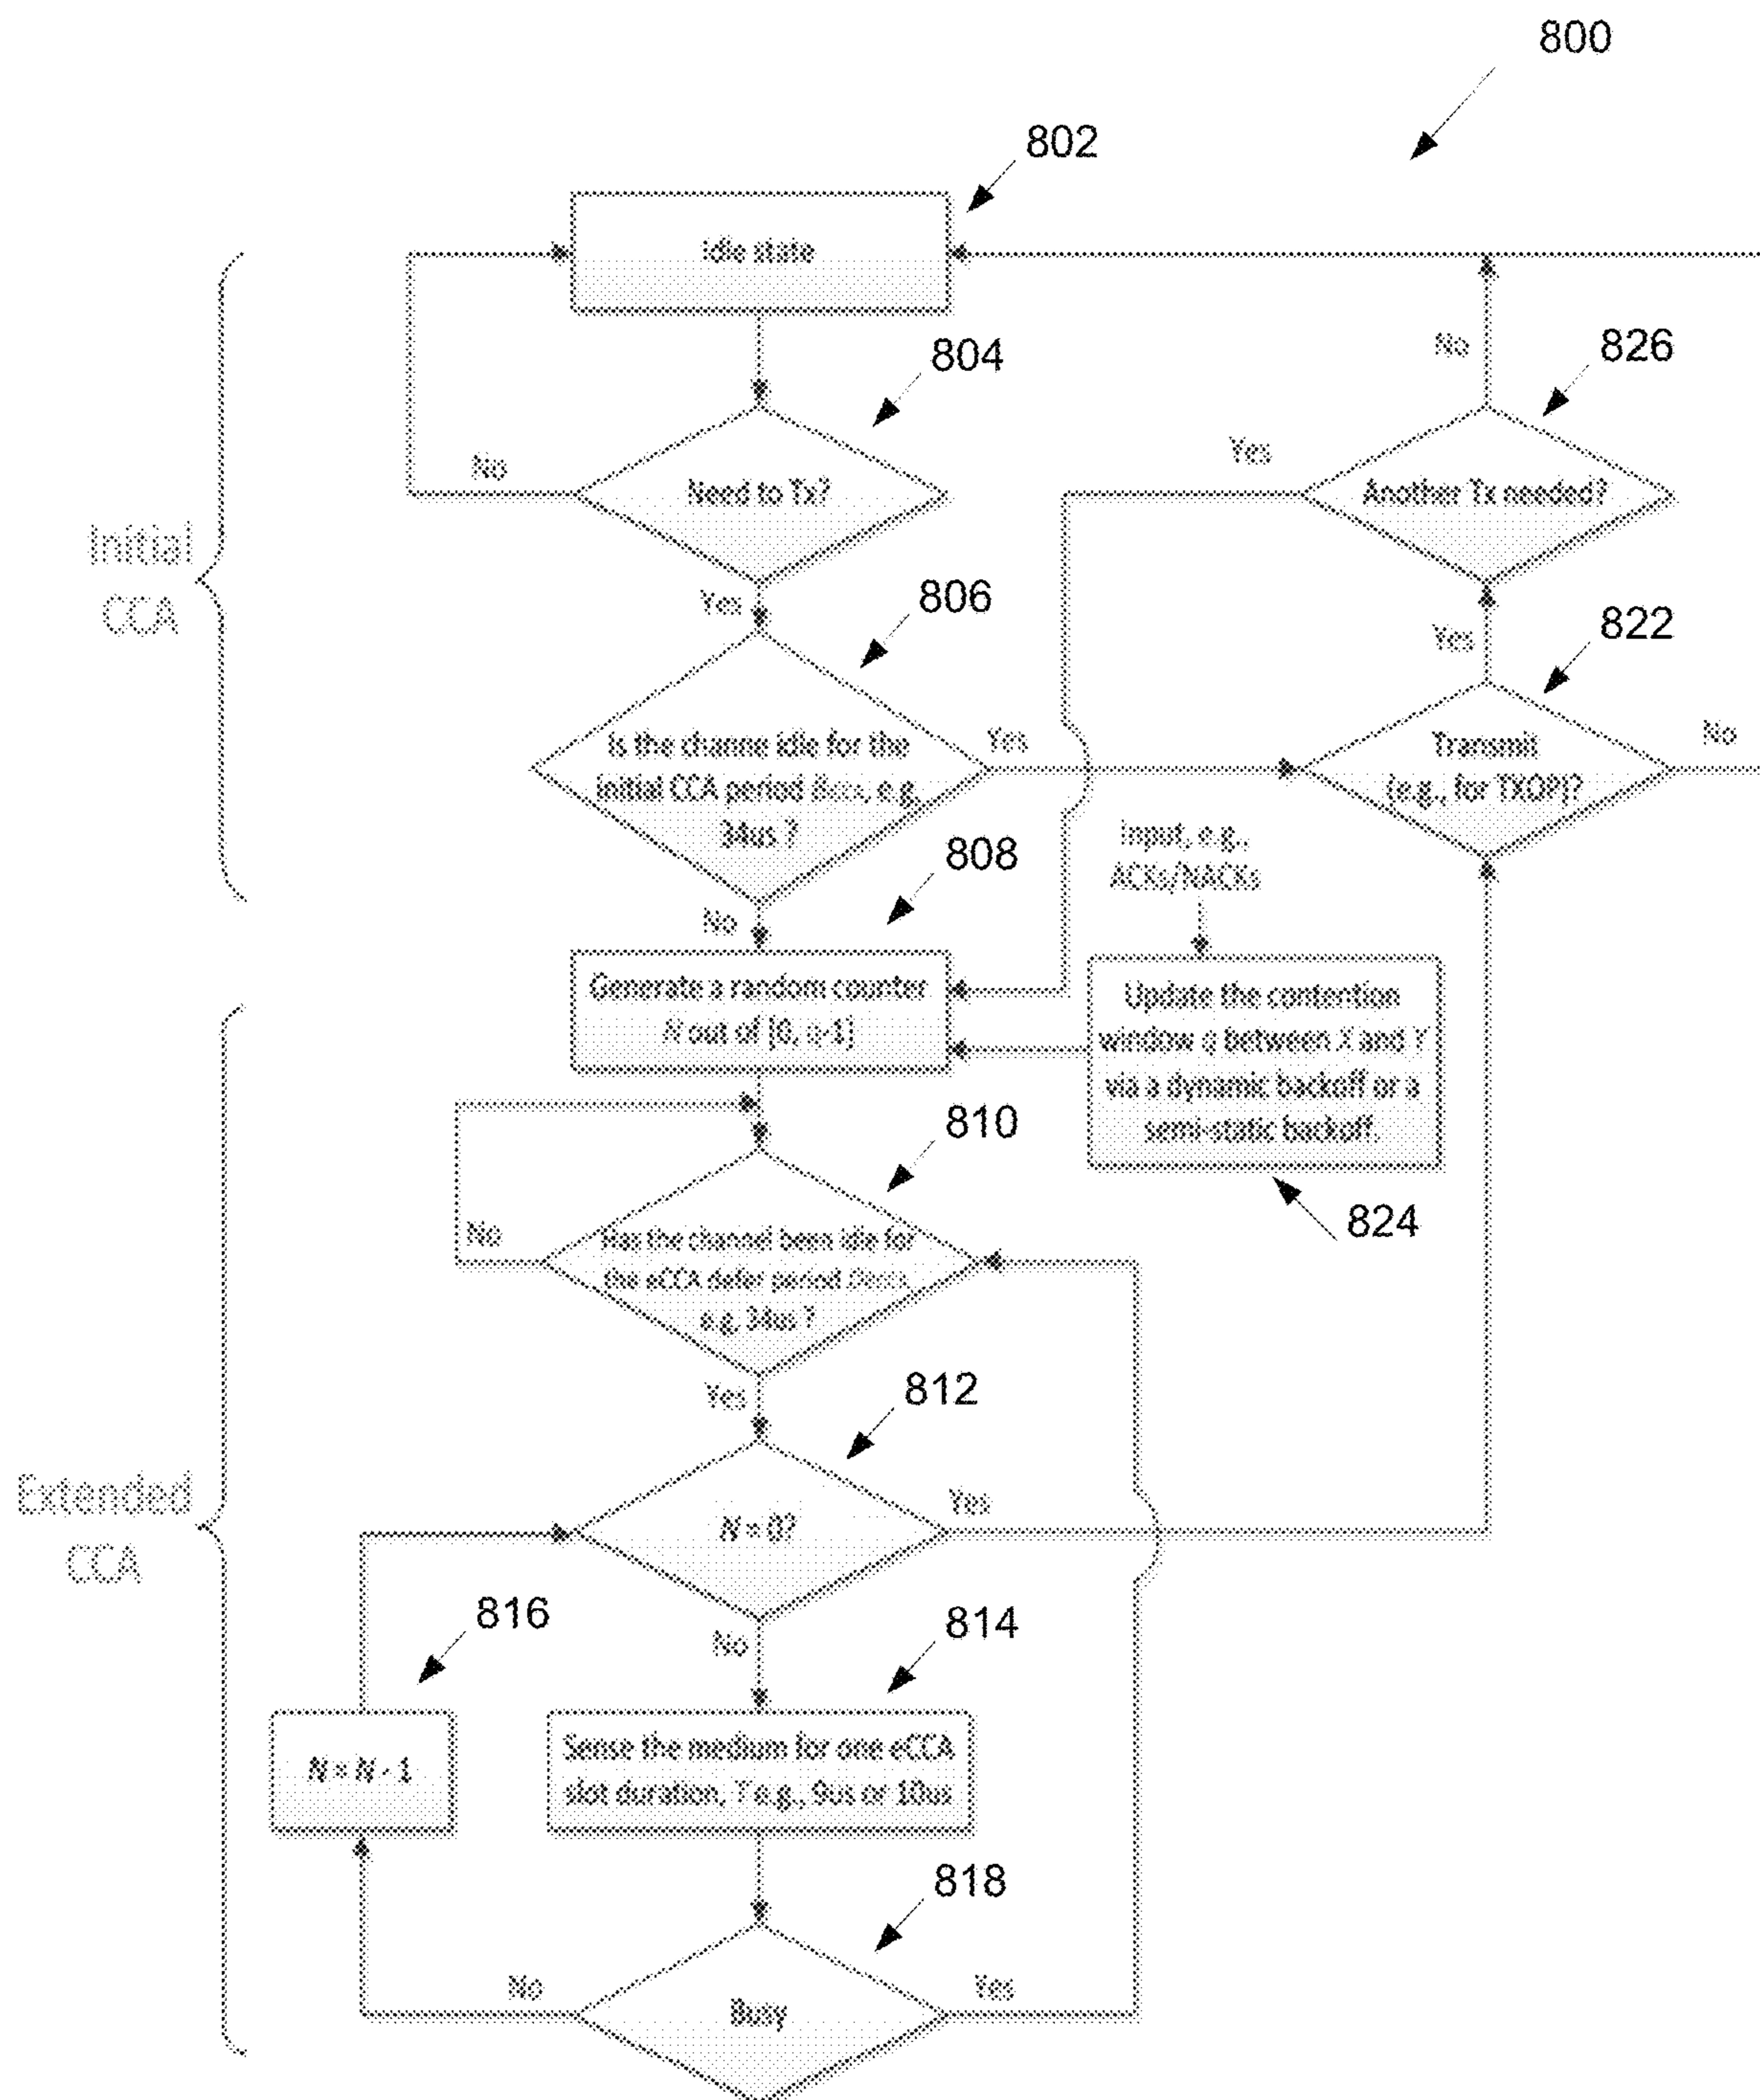 800
802
Idle state
804
No
Need to Tx?
Yes
Initial
CCA
806
Is the channe idle for the
initial CCA period BCCA, e.g.
34us ?
Yes
No
826
No
Yes
Another Tx needed?
Yes
822
Transmit
(e.g., for TXOP)?
No
808
Generate a random counter
N out of [0, q-1]
input, e.g.,
ACKs/NACKs
Update the contention
window q between X and Y
via a dynamic backoff or a
semi-static backoff.
824
810
No
Has the channel been idle for
the eCCA defer period DeCCA
e.g. 34us ?
Yes
812
N = 0?
Yes
No
Extended
CCA
816
N = N - 1
814
Sense the medium for one eCCA
slot duration, T e.g., 9us or 10us
818
No
Busy
Yes